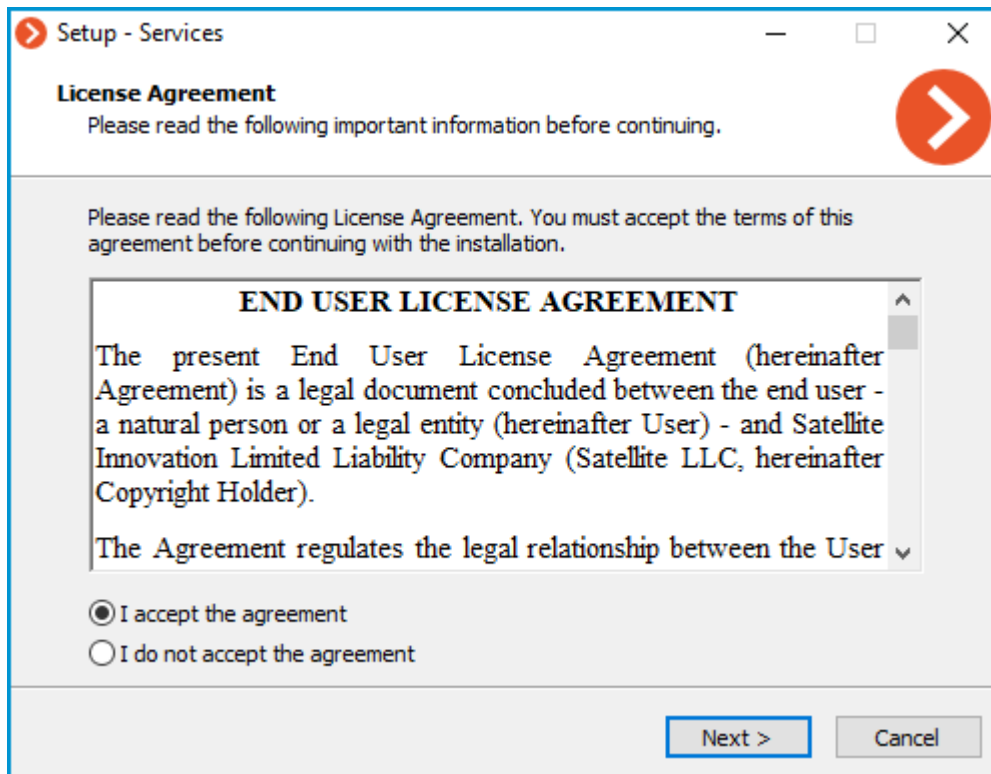 Setup - Services
License Agreement
Please read the following important information before continuing.
Please read the following License Agreement. You must accept the terms of this
agreement before continuing with the installation.
END USER LICENSE AGREEMENT
The present End User License Agreement (hereinafter
Agreement) is a legal document concluded between the end user -
a natural person or a legal entity (hereinafter User) - and Satellite
Innovation Limited Liability Company (Satellite LLC, hereinafter
Copyright Holder).
The Agreement regulates the legal relationship between the User
I accept the agreement
I do not accept the agreement
Next >
Cancel